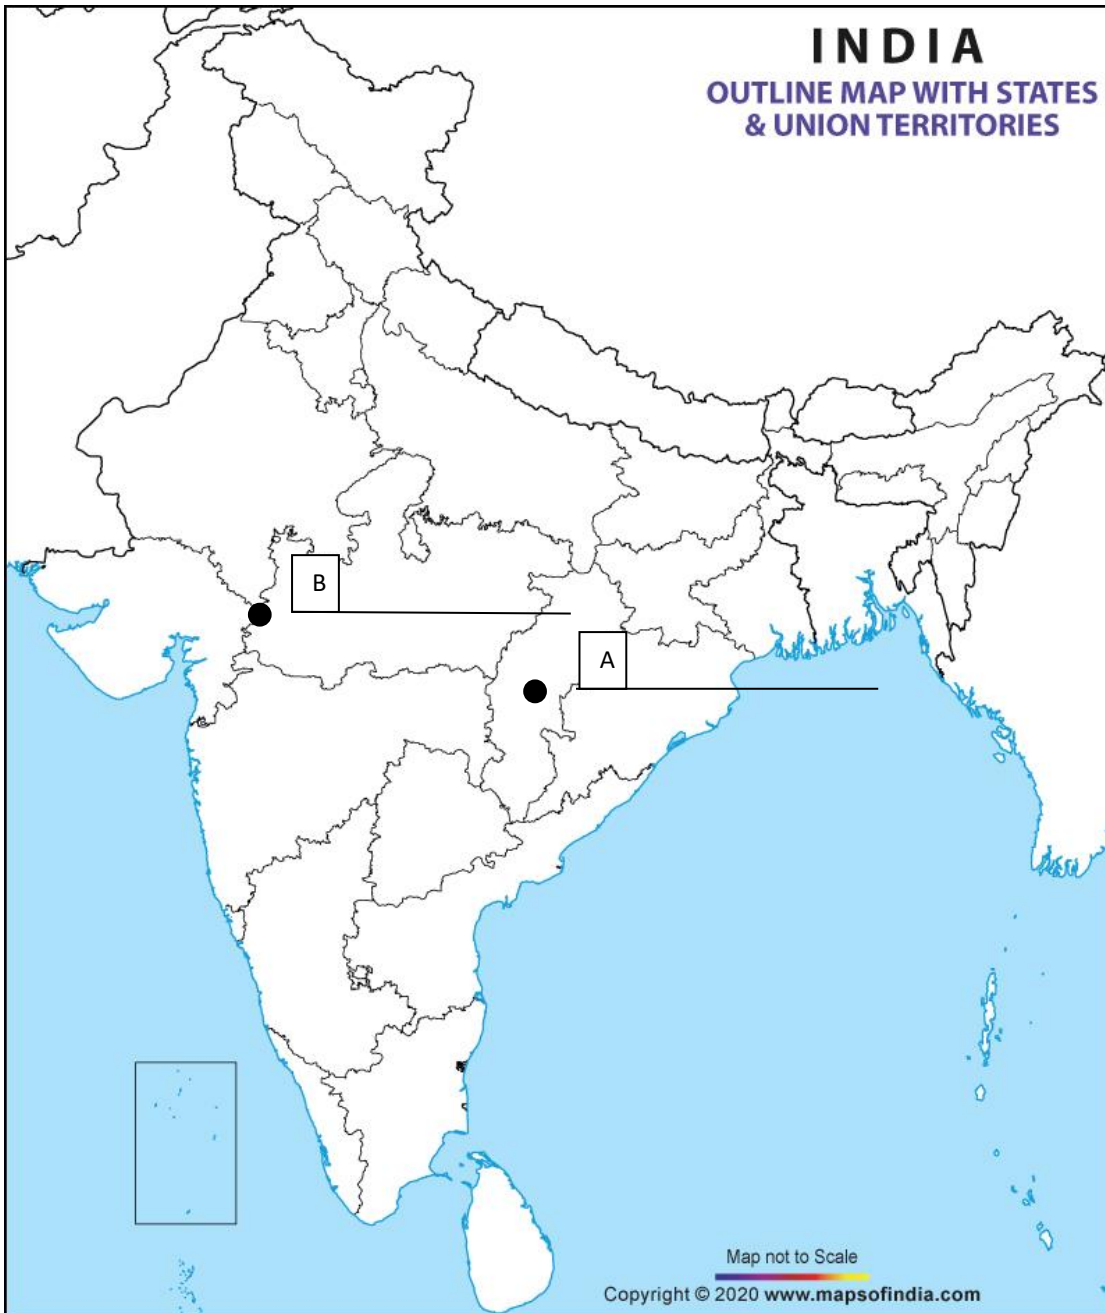 INDIA
OUTLINE MAP WITH STATES
& UNION TERRITORIES
B
A
Map not to Scale
Copyright © 2020 www.mapsofindia.com